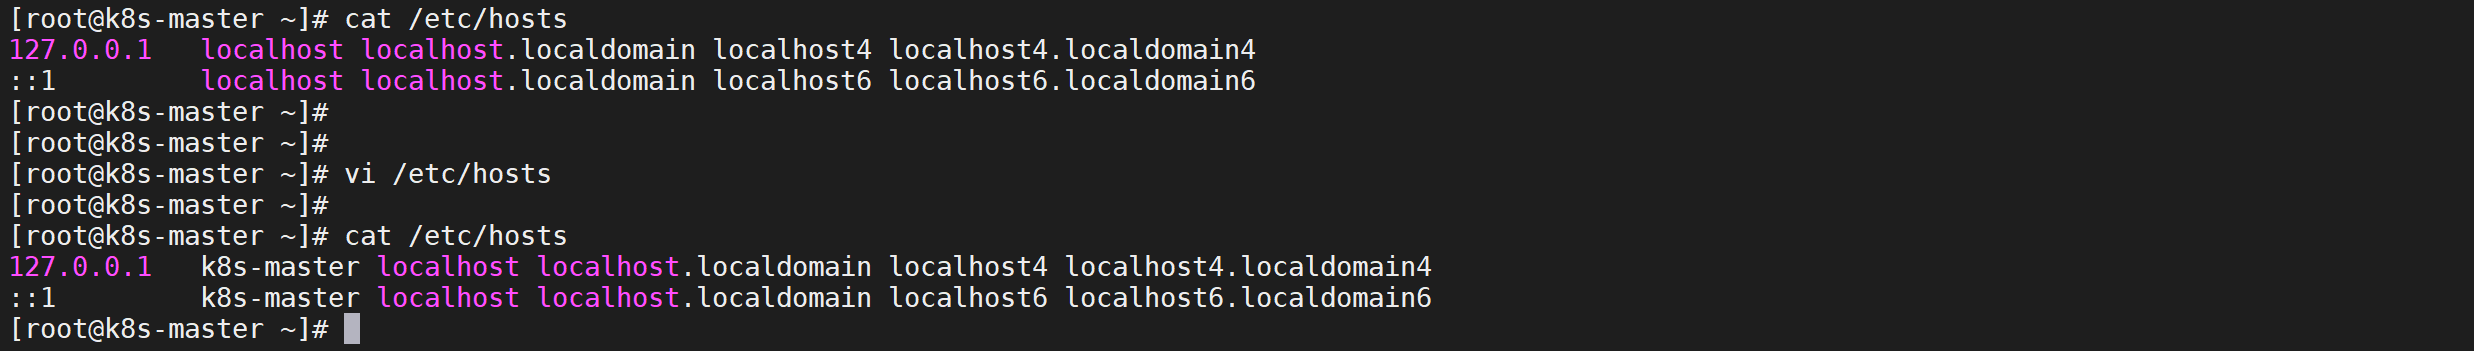 [root@k8s-master ~]# cat /etc/hosts
127.0.0.1   localhost localhost.localdomain localhost4 localhost4.localdomain4
::1         localhost localhost.localdomain localhost6 localhost6.localdomain6
[root@k8s-master ~]#
[root@k8s-master ~]#
[root@k8s-master ~]# vi /etc/hosts
[root@k8s-master ~]#
[root@k8s-master ~]# cat /etc/hosts
127.0.0.1   k8s-master localhost localhost.localdomain localhost4 localhost4.localdomain4
::1         k8s-master localhost localhost.localdomain localhost6 localhost6.localdomain6
[root@k8s-master ~]#